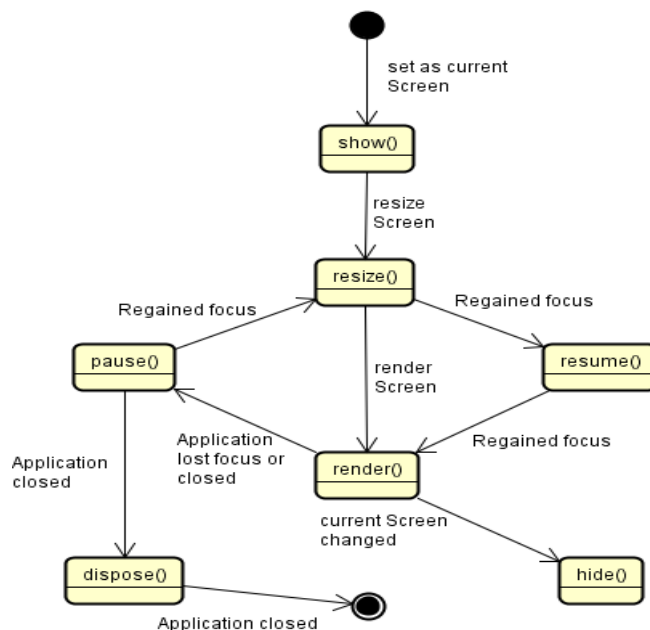 set as current
Screen
show()
resize
Screen
resize()
Regained focus
Regained focus
pause()
render
Screen
resume()
Application
lost focus or
closed
Regained focus
Application
closed
render()
current Screen
changed
dispose()
hide()
Application closed